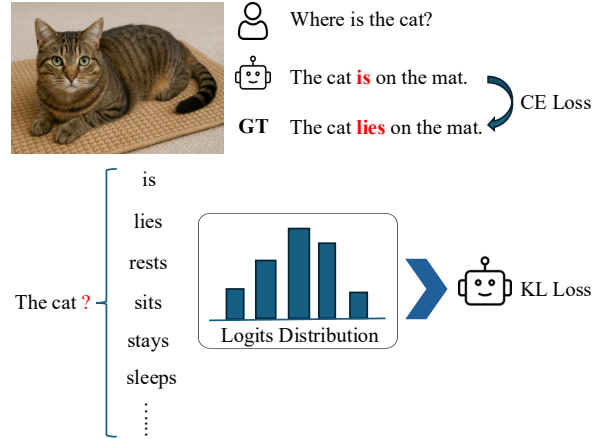 Where is the cat?
The cat is on the mat.
CE Loss
GT The cat lies on the mat.
is
lies
rests
The cat ? sits
stays
sleeps
Logits Distribution
KL Loss